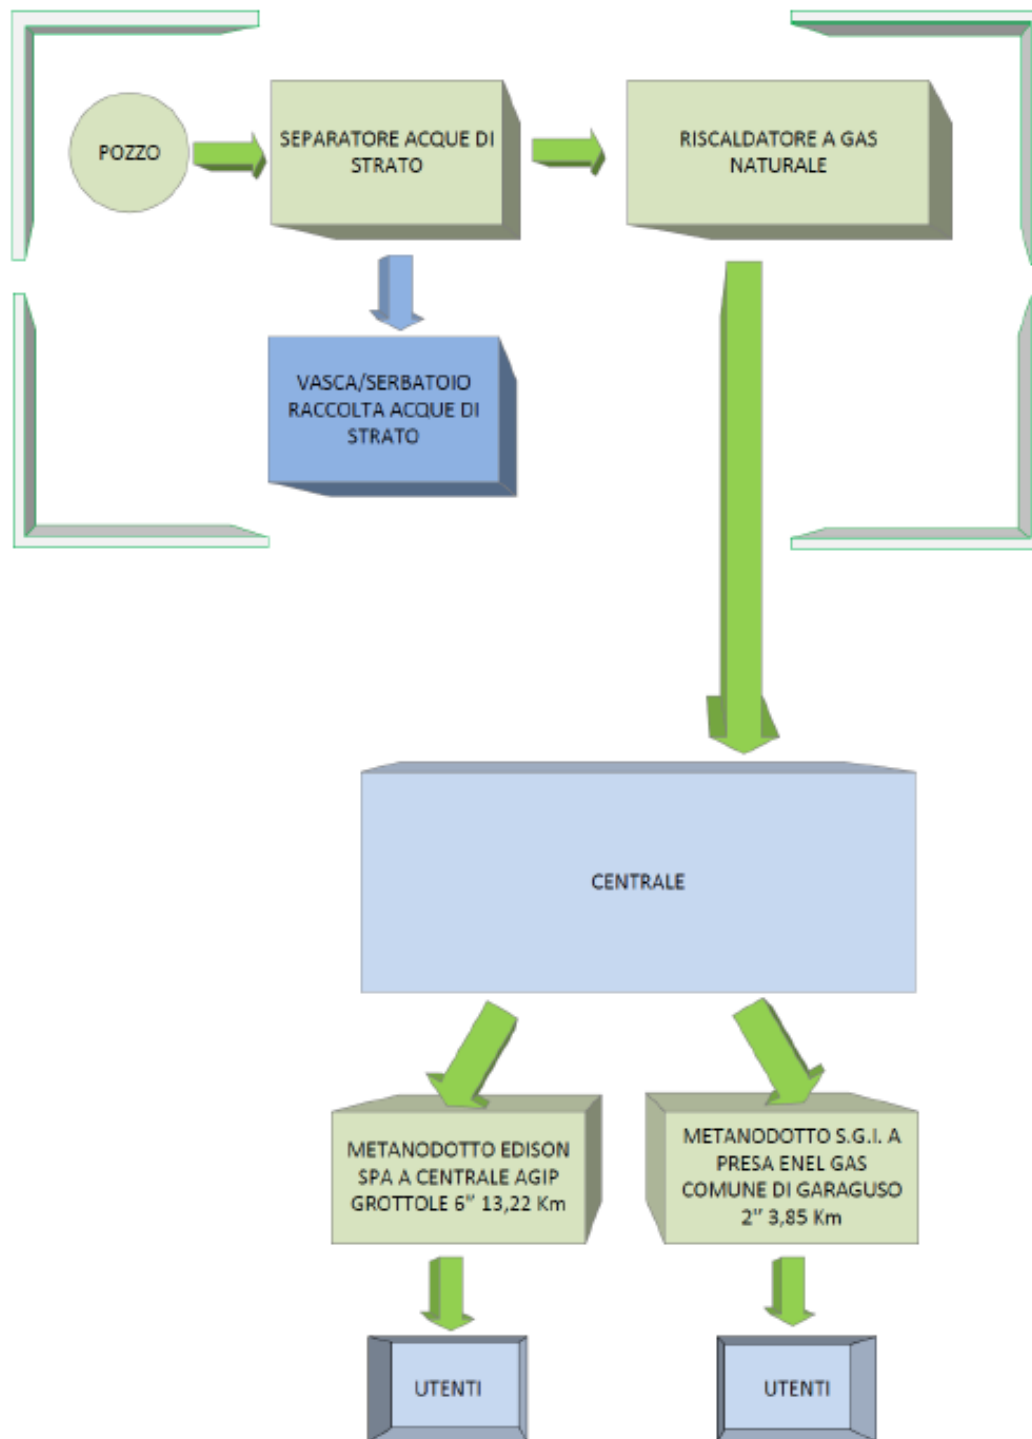 POZZO
SEPARATORE ACQUE DI
STRATO
RISCALDATORE A GAS
NATURALE
VASCA/SERBATOIO
RACCOLTA ACQUE DI
STRATO
CENTRALE
METANODOTTO EDISON
SPA A CENTRALE AGIP
GROTTOLE 6" 13,22 Km
METANODOTTO S.G.I. A
PRESA ENEL GAS
COMUNE DI GARAGUSO
2" 3,85 Km
UTENTI
UTENTI